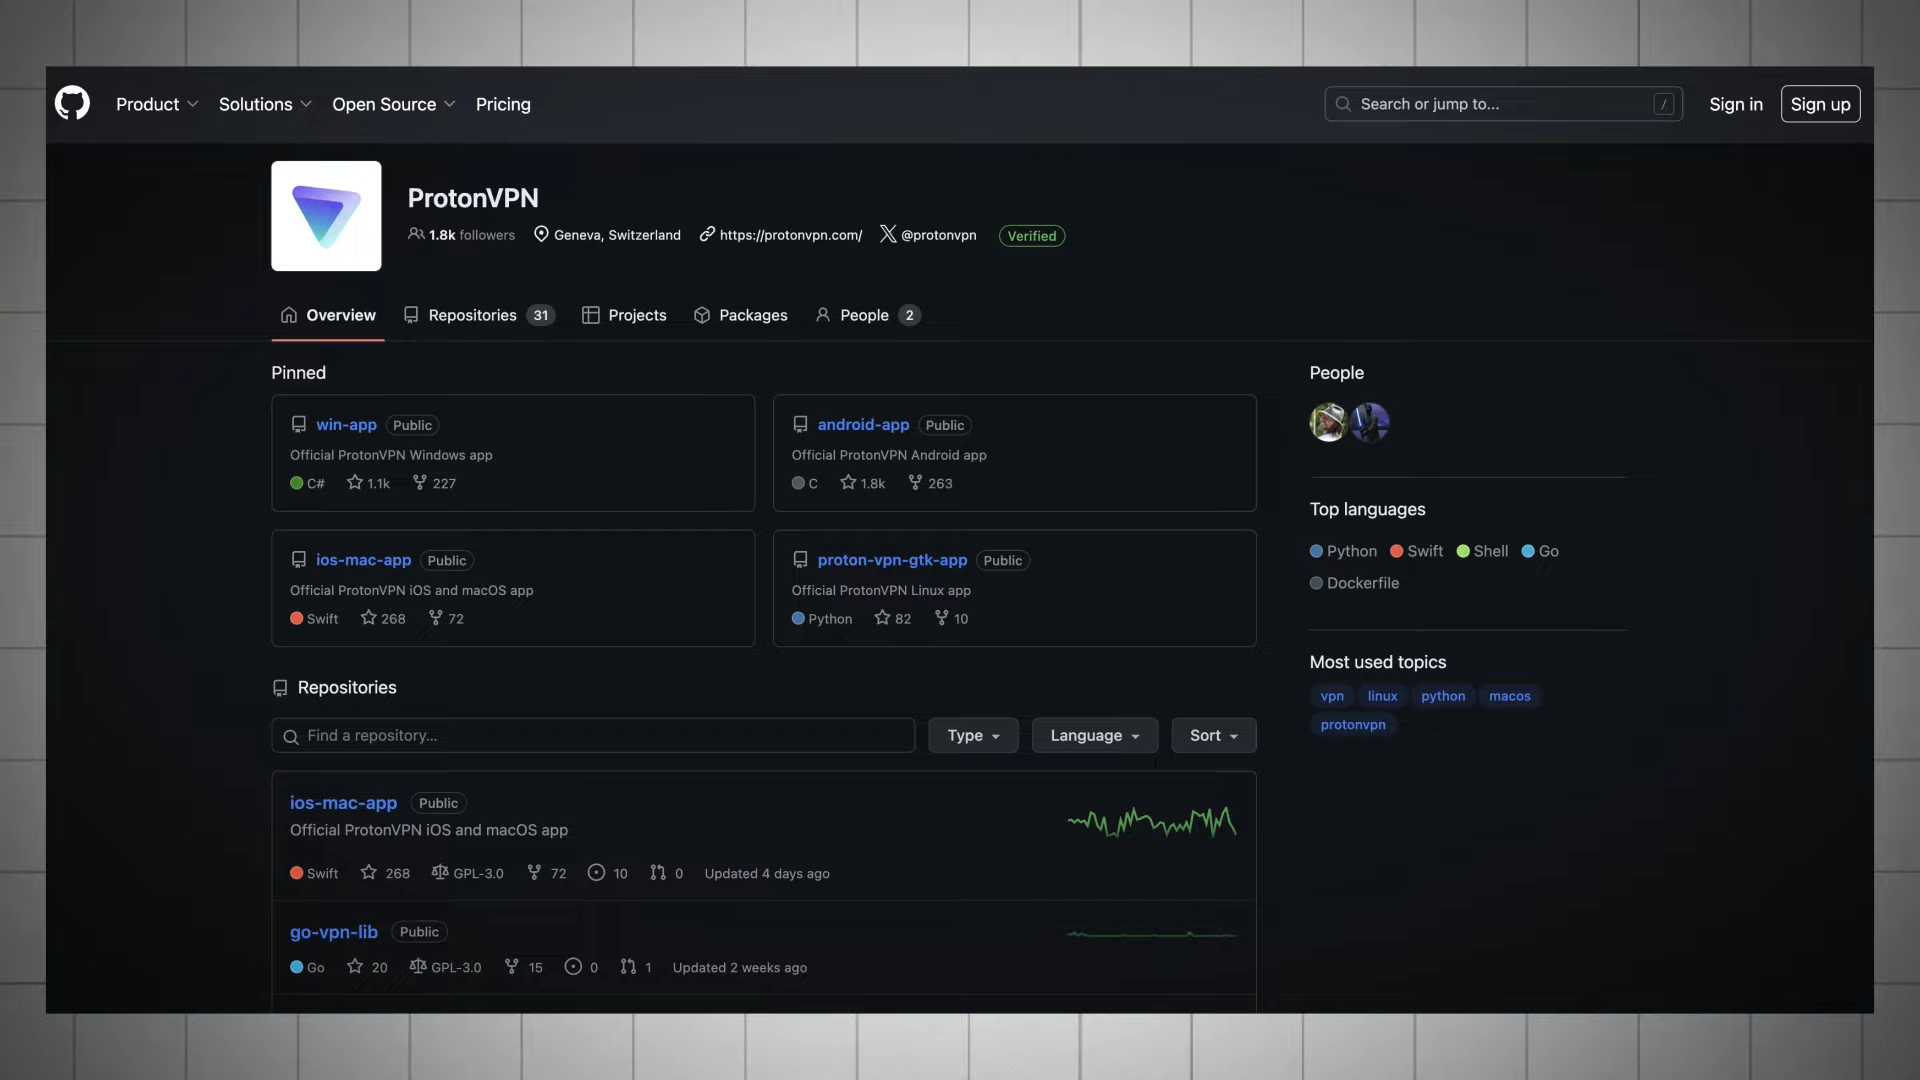 Product Solutions Open Source Pricing Search or jump to... / Sign in Sign up
ProtonVPN
1.8k followers Geneva, Switzerland https://protonvpn.com/ @protonvpn Verified
Overview Repositories 31 Projects Packages People 2
Pinned
win-app Public
Official ProtonVPN Windows app
C# 1.1k 227
android-app Public
Official ProtonVPN Android app
C 1.8k 263
ios-mac-app Public
Official ProtonVPN iOS and macOS app
Swift 268 72
proton-vpn-gtk-app Public
Official ProtonVPN Linux app
Python 82 10
Repositories
Find a repository... Type Language Sort
ios-mac-app Public
Official ProtonVPN iOS and macOS app
Swift 268 GPL-3.0 72 10 0 Updated 4 days ago
go-vpn-lib Public
Go 20 GPL-3.0 15 0 1 Updated 2 weeks ago
People
Top languages
Python Swift Shell Go
Dockerfile
Most used topics
vpn linux python macos
protonvpn